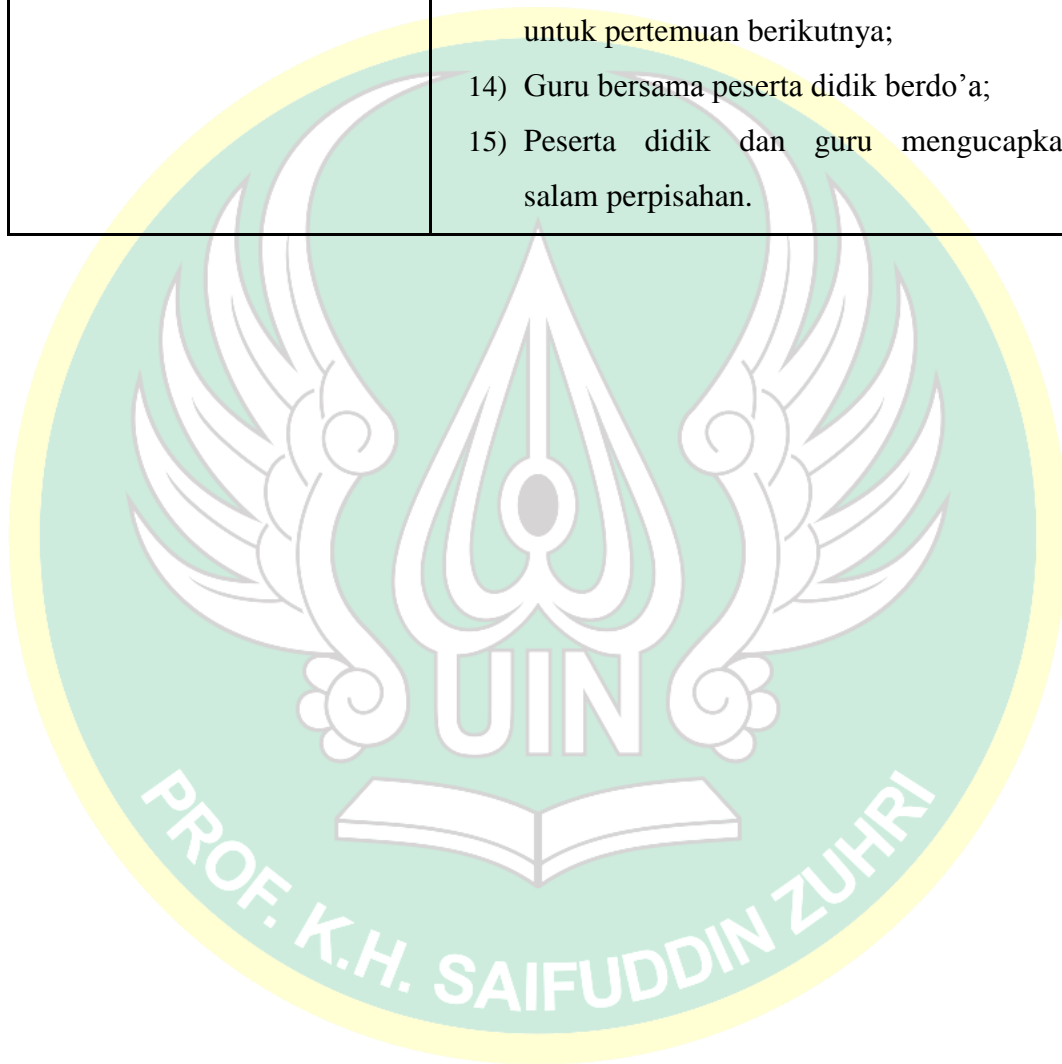 untuk pertemuan berikutnya;
14) Guru bersama peserta didik berdo’a;
15) Peserta didik dan guru mengucapka
salam perpisahan.
UIN
PROF. K.H. SAIFUDDIN ZUHRI